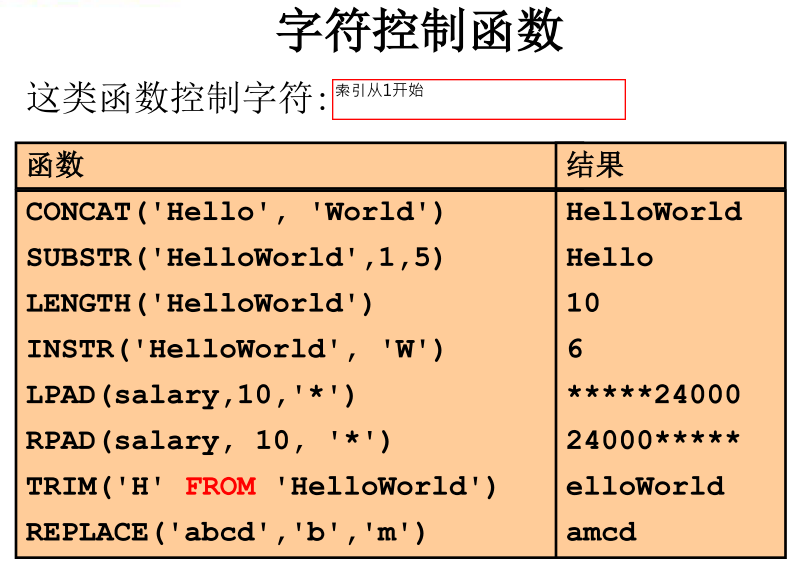 字符控制函数
这类函数控制字符:
索引从1开始
函数 结果
CONCAT('Hello', 'World') HelloWorld
SUBSTR('HelloWorld',1,5) Hello
LENGTH('HelloWorld') 10
INSTR('HelloWorld', 'W') 6
LPAD(salary,10,'*') *****24000
RPAD(salary, 10, '*') 24000*****
TRIM('H' FROM 'HelloWorld') elloWorld
REPLACE('abcd','b','m') amcd